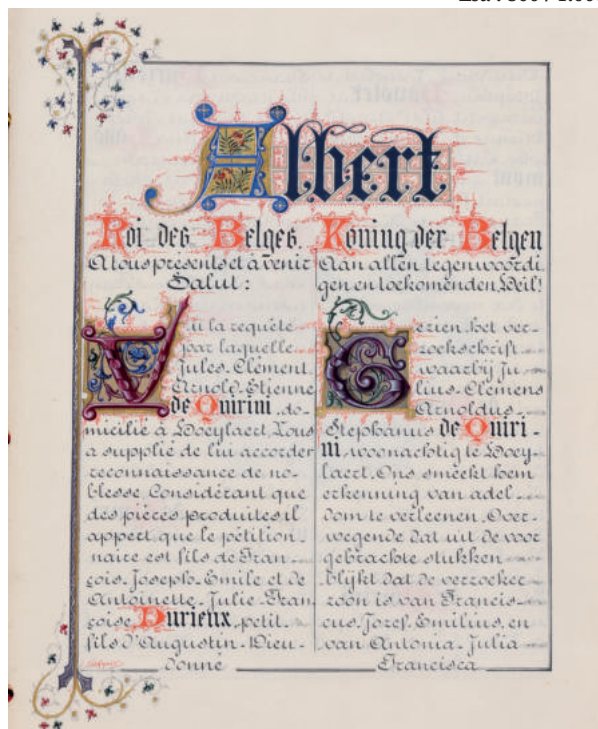 Albert
Roi des Belges.
A tous présents et à venir
Salut:
Vu la requête
par laquelle
Jules-Clément
Arnold-Etienne
de Quirini, do-
micilié à Hoeylaert, Nous
a supplié de lui accorder
reconnaissance de no-
blesse. Considérant que
des pièces produites, il
appert que le pétition
naire est fils de Fran-
çois-Joseph-Emile et de
Antoinette-Julie-Fran
çoise Durieux, petit-
fils d'Augustin-Dieu-
donné
Koning der Belgen
Aan allen tegenwoordi
gen en toekomenden, Heil!
Gezien het ver-
zoekschrift
waarbij Ju
lius-Clemens
Arnoldus-
Stephanus de Quiri-
ni, woonachtig te Hoey-
laert, Ons smeekt hem
erkenning van adel
dom te verleenen. Over-
wegende dat uit de voor
gebrachte stukken
blijkt dat de verzoeker
zoon is van Francis-
cus-Jozef-Emilius, en
van Antonia-Julia
Francisca